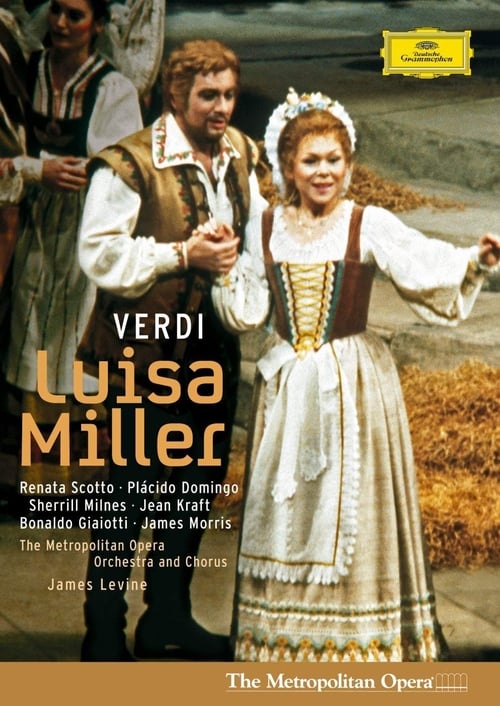 Deutsche
Grammophon
VERDI
Luisa
Miller
Renata Scotto · Plácido Domingo
Sherrill Milnes · Jean Kraft
Bonaldo Giaiotti · James Morris
The Metropolitan Opera
Orchestra and Chorus
James Levine
The Metropolitan Opera